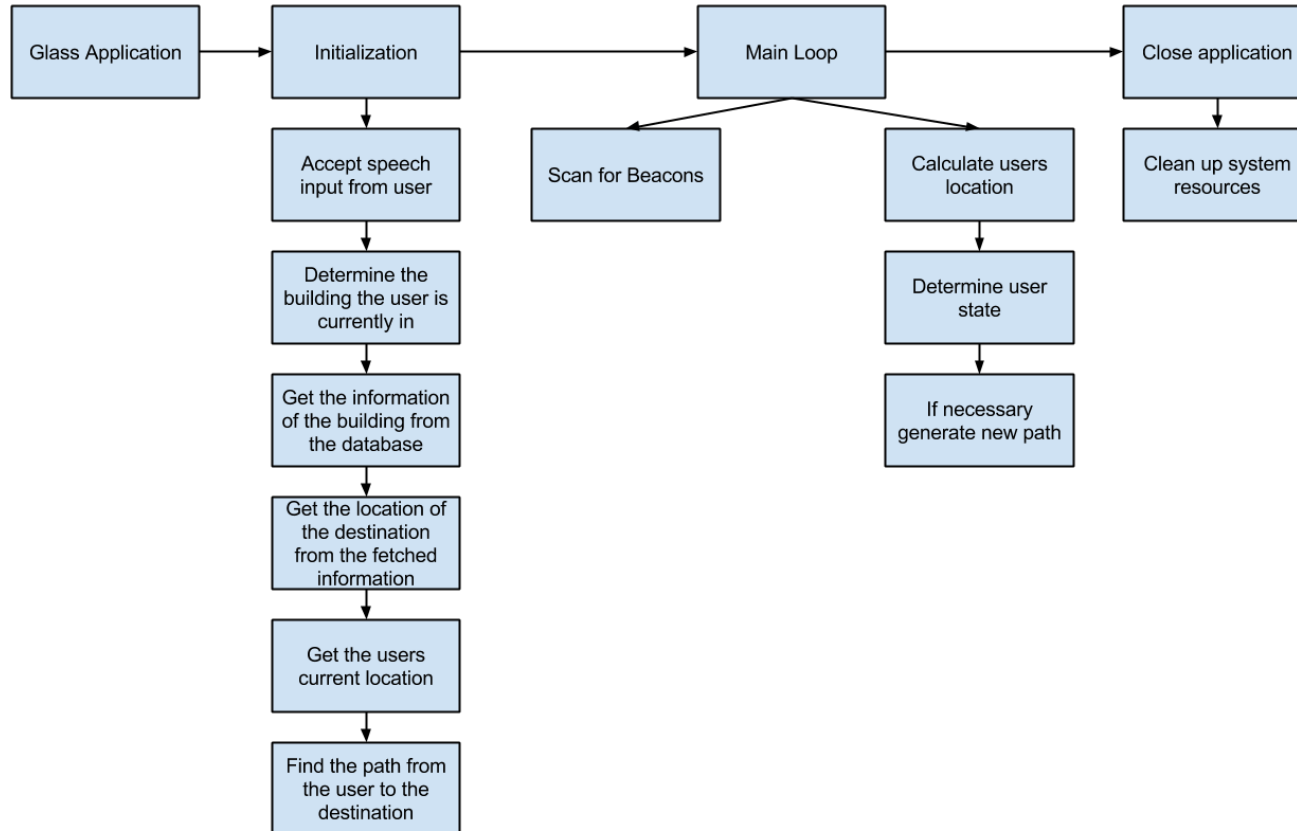 Glass Application
Initialization
Main Loop
Close application
Accept speech
input from user
Scan for Beacons
Calculate users
location
Clean up system
resources
Determine the
building the user is
currently in
Determine user
state
Get the information
of the building from
the database
If necessary
generate new path
Get the location of
the destination
from the fetched
information
Get the users
current location
Find the path from
the user to the
destination